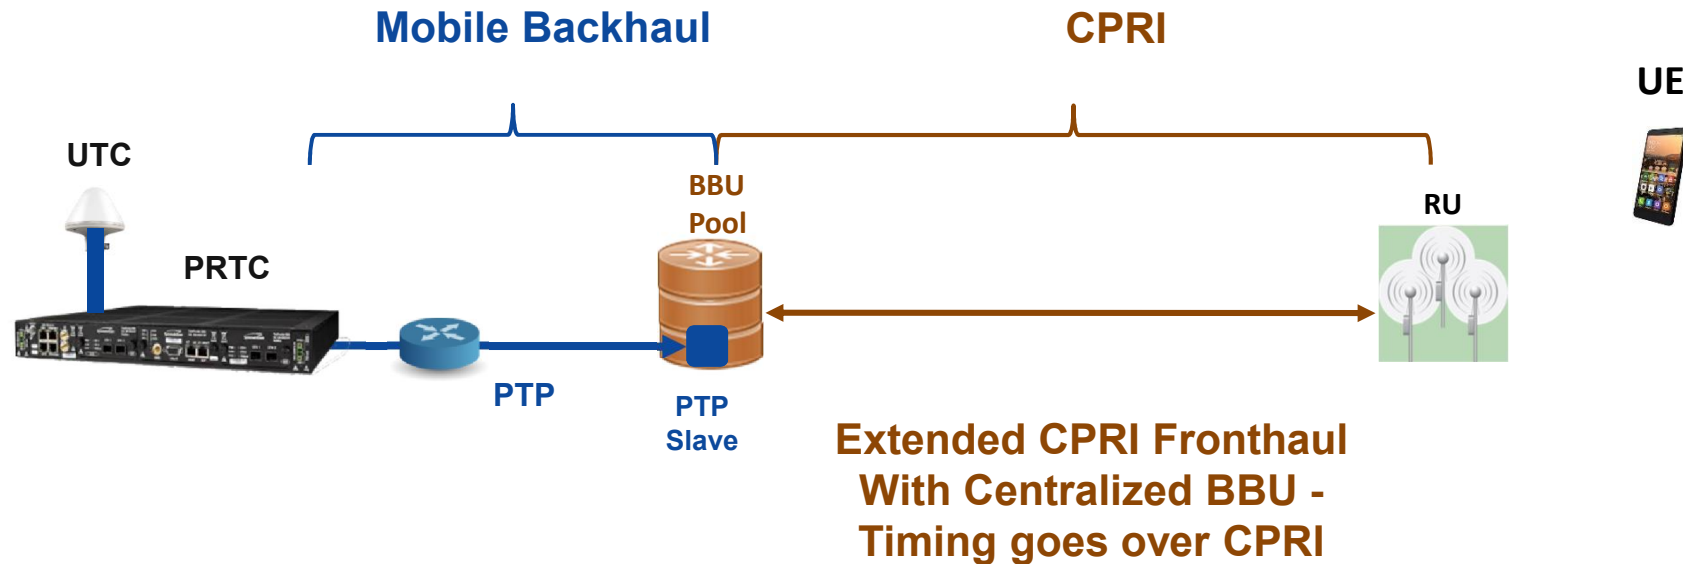 Mobile Backhaul
CPRI
UE
UTC
BBU
Pool
RU
PRTC
PTP
PTP
Slave
Extended CPRI Fronthaul
With Centralized BBU -
Timing goes over CPRI